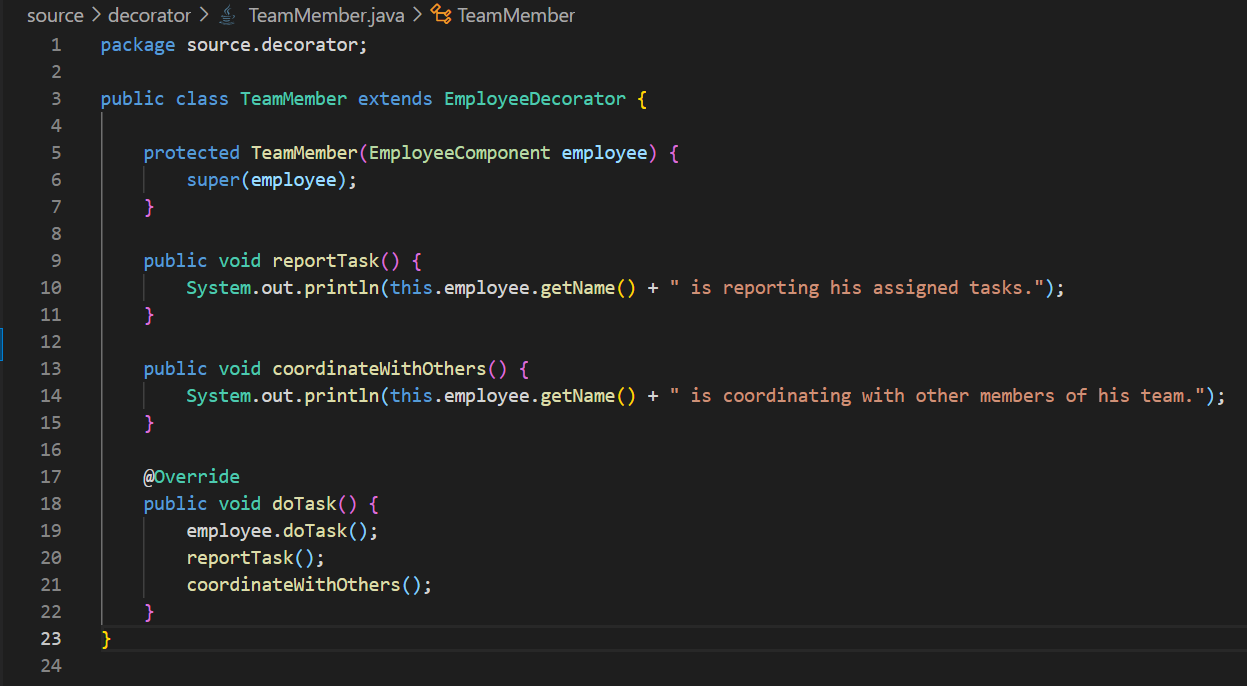 source > decorator > TeamMember.java > TeamMember
1 package source.decorator;
2
3 public class TeamMember extends EmployeeDecorator {
4
5     protected TeamMember(EmployeeComponent employee) {
6         super(employee);
7     }
8
9     public void reportTask() {
10         System.out.println(this.employee.getName() + " is reporting his assigned tasks.");
11     }
12
13     public void coordinateWithOthers() {
14         System.out.println(this.employee.getName() + " is coordinating with other members of his team.");
15     }
16
17     @Override
18     public void doTask() {
19         employee.doTask();
20         reportTask();
21         coordinateWithOthers();
22     }
23 }
24